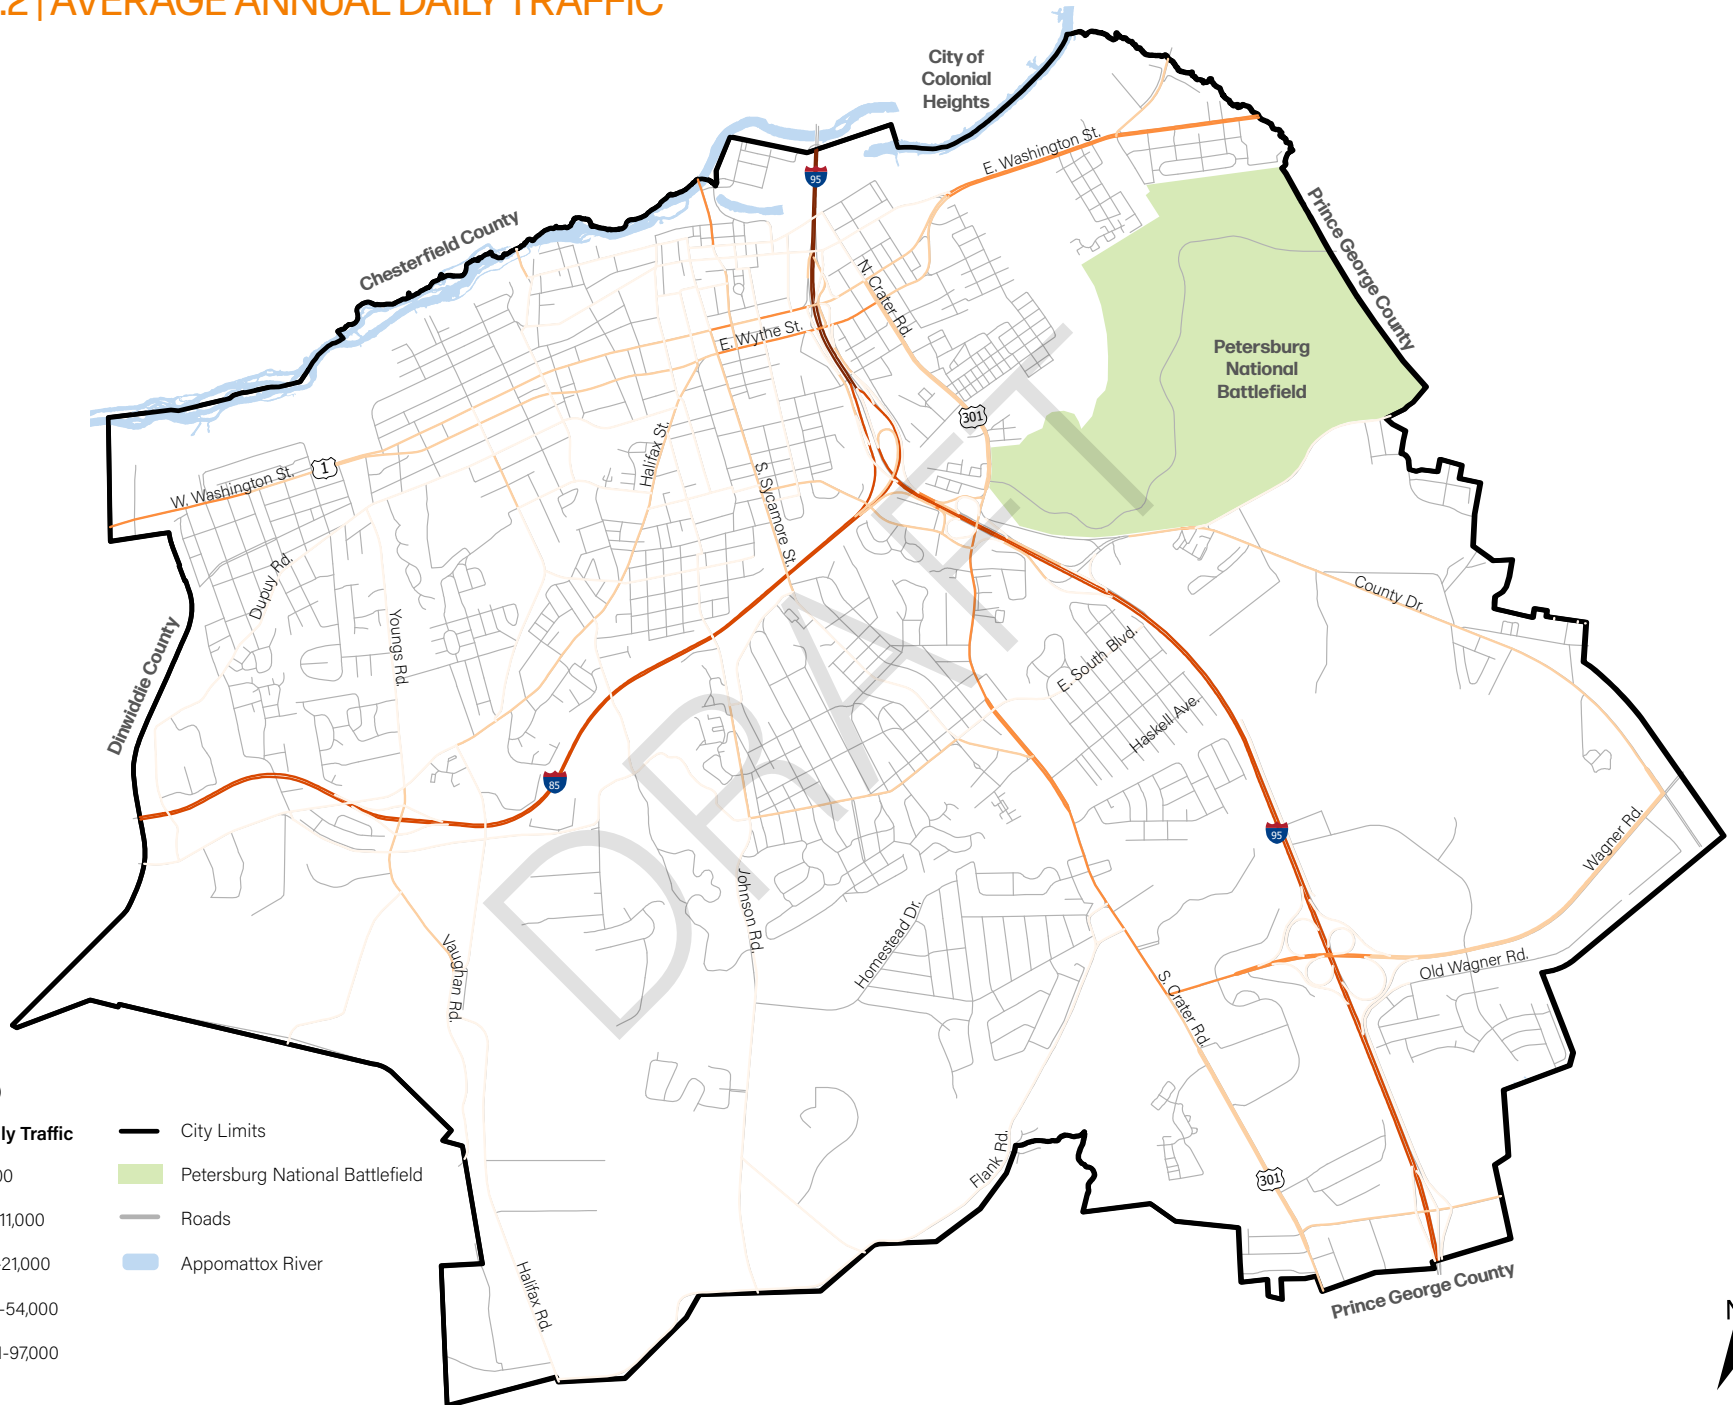 .2 | AVERAGE ANNUAL DAILY TRAFFIC
City of
Colonial
Heights
E. Washington St.
95
Prince George County
Chesterfield County
N. Crater Rd.
E. Wythe St.
Petersburg
National
Battlefield
301
Halifax St.
1
W. Washington St.
S. Sycamore St.
Dupuy Rd.
County Dr.
Youngs Rd.
E. South Blvd.
Dinwiddie County
Haskell Ave.
DRAFT
85
95
Wagner Rd.
Johnson Rd.
Homestead Dr.
Vaughan Rd.
Old Wagner Rd.
S. Crater Rd.
Flank Rd.
301
Halifax Rd.
Prince George County
ly Traffic
00
11,000
-21,000
-54,000
-97,000
City Limits
Petersburg National Battlefield
Roads
Appomattox River